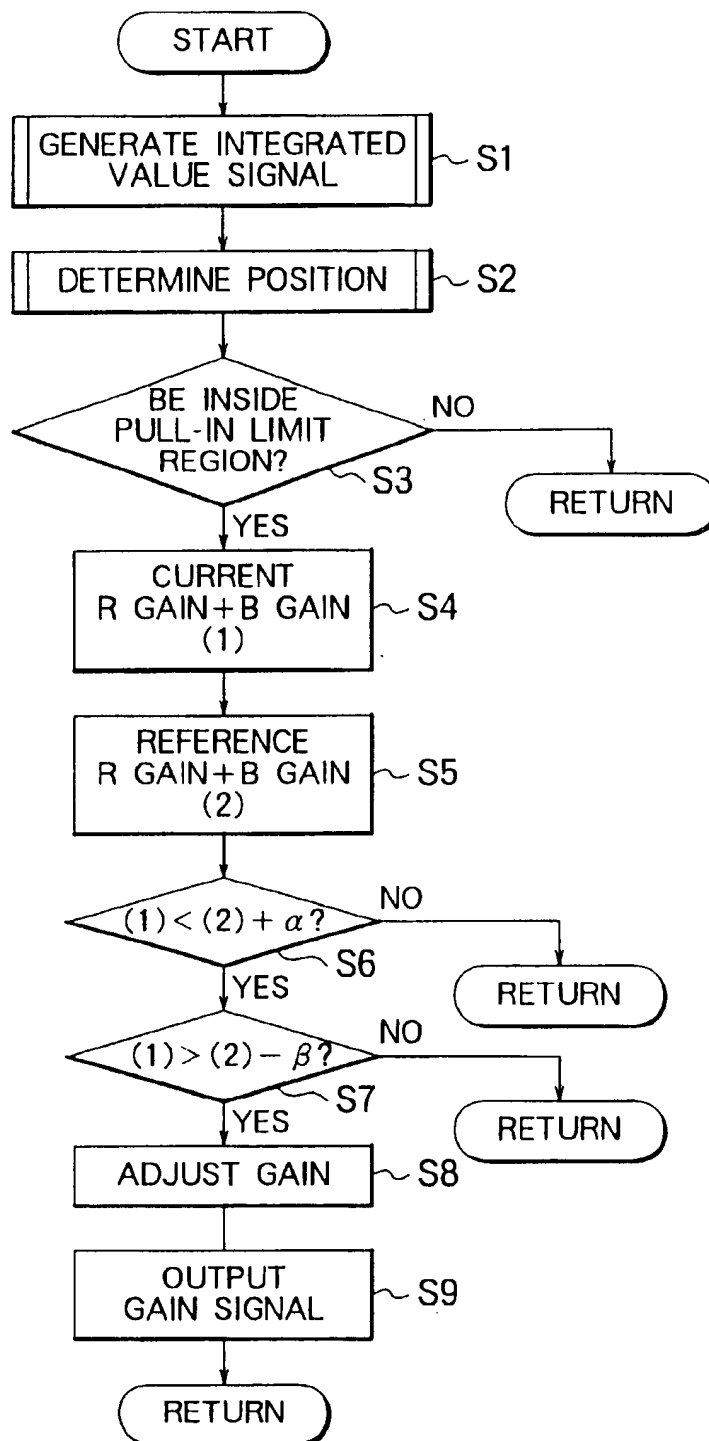 START
GENERATE INTEGRATED
VALUE SIGNAL
S1
DETERMINE POSITION
S2
BE INSIDE
PULL-IN LIMIT
REGION?
S3
NO
RETURN
YES
CURRENT
R GAIN+B GAIN
(1)
S4
REFERENCE
R GAIN+B GAIN
(2)
S5
(1) < (2) + α?
S6
NO
RETURN
YES
(1) > (2) - β?
S7
NO
RETURN
YES
ADJUST GAIN
S8
OUTPUT
GAIN SIGNAL
S9
RETURN